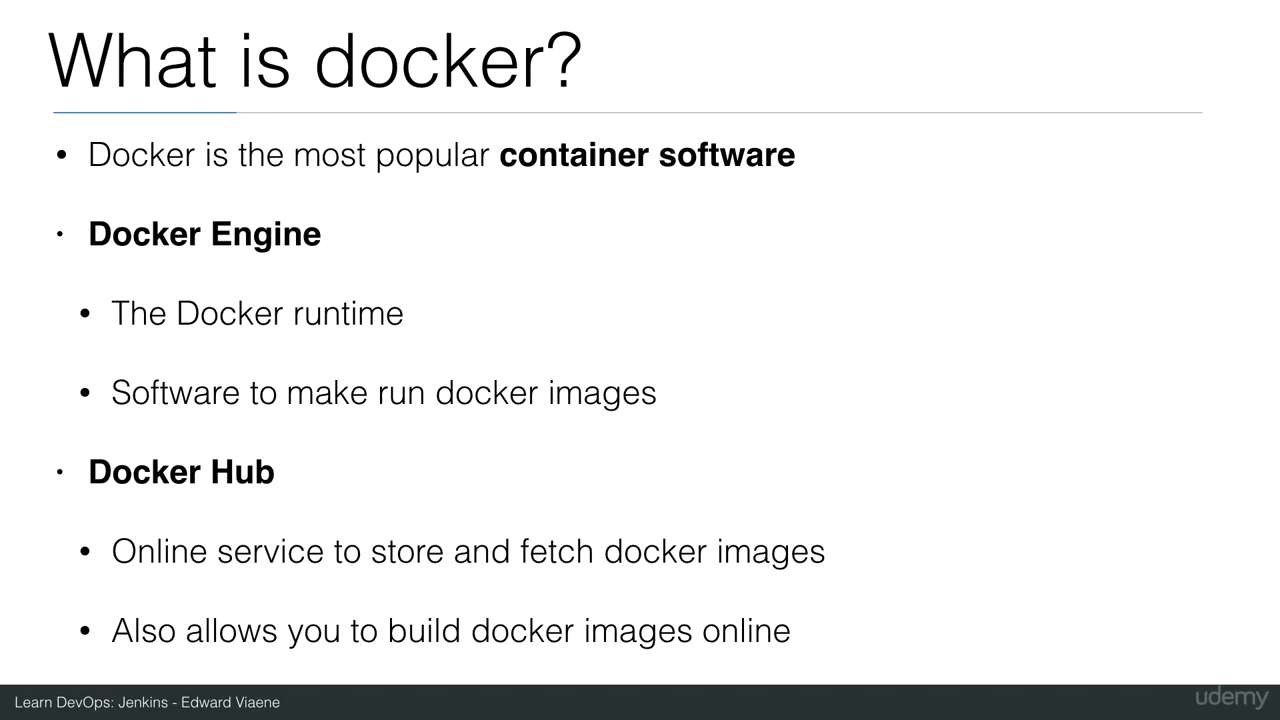 What is docker?
• Docker is the most popular container software
• Docker Engine
• The Docker runtime
• Software to make run docker images
• Docker Hub
• Online service to store and fetch docker images
• Also allows you to build docker images online
Learn DevOps: Jenkins - Edward Viaene
udemy